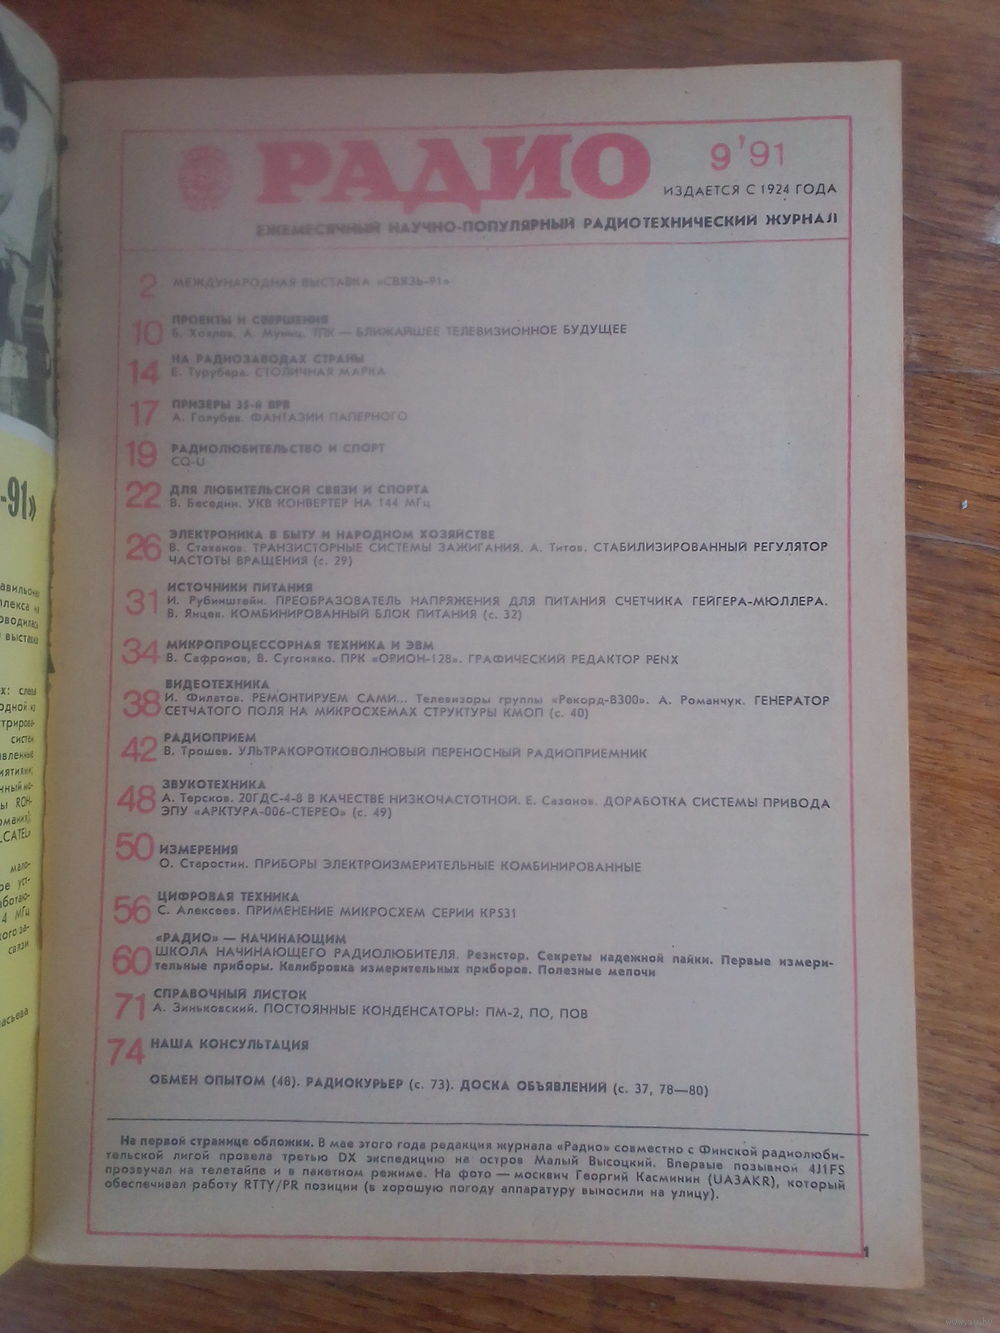 РАДИО
9'91
ИЗДАЕТСЯ С 1924 ГОДА
ЕЖЕМЕСЯЧНЫЙ НАУЧНО-ПОПУЛЯРНЫЙ РАДИОТЕХНИЧЕСКИЙ ЖУРНАЛ
2 МЕЖДУНАРОДНАЯ ВЫСТАВКА «СВЯЗЬ-91»
10 ПРОЕКТЫ И СВЕРШЕНИЯ
Б. Хохлов, А. ТПК — БЛИЖАЙШЕЕ ТЕЛЕВИЗИОННОЕ БУДУЩЕЕ
14 НА РАДИОЗАВОДАХ СТРАНЫ
Е. Турубара. СТОЛИЧНАЯ МАРКА
17 ПРИЗЕРЫ 35-й ВРВ
А. Голубев. ФАНТАЗИИ ПАПЕРНОГО
19 РАДИОЛЮБИТЕЛЬСТВО И СПОРТ
CQ-U
22 ДЛЯ ЛЮБИТЕЛЬСКОЙ СВЯЗИ И СПОРТА
В. Беседин. УКВ КОНВЕРТЕР НА 144 МГц
26 ЭЛЕКТРОНИКА В БЫТУ И НАРОДНОМ ХОЗЯЙСТВЕ
В. Стаханов. ТРАНЗИСТОРНЫЕ СИСТЕМЫ ЗАЖИГАНИЯ. А. Титов. СТАБИЛИЗИРОВАННЫЙ РЕГУЛЯТОР
ЧАСТОТЫ ВРАЩЕНИЯ (с. 29)
31 ИСТОЧНИКИ ПИТАНИЯ
И. Рубинштейн. ПРЕОБРАЗОВАТЕЛЬ НАПРЯЖЕНИЯ ДЛЯ ПИТАНИЯ СЧЕТЧИКА ГЕЙГЕРА-МЮЛЛЕРА.
В. Янцев. КОМБИНИРОВАННЫЙ БЛОК ПИТАНИЯ (с. 32)
34 МИКРОПРОЦЕССОРНАЯ ТЕХНИКА И ЭВМ
В. Сафронов, В. Сугоняко. ПРК «ОРИОН-128». ГРАФИЧЕСКИЙ РЕДАКТОР PENX
38 ВИДЕОТЕХНИКА
И. Филатов. РЕМОНТИРУЕМ САМИ... Телевизоры группы «Рекорд-В300». А. Романчук. ГЕНЕРАТОР
СЕТЧАТОГО ПОЛЯ НА МИКРОСХЕМАХ СТРУКТУРЫ КМОП (с. 40)
42 РАДИОПРИЕМ
В. Трошев. УЛЬТРАКОРОТКОВОЛНОВЫЙ ПЕРЕНОСНЫЙ РАДИОПРИЕМНИК
48 ЗВУКОТЕХНИКА
А. Терсков. 20ГДС-4-8 В КАЧЕСТВЕ НИЗКОЧАСТОТНОЙ. Е. Сазонов. ДОРАБОТКА СИСТЕМЫ ПРИВОДА
ЭПУ «АРКТУРА-006-СТЕРЕО» (с. 49)
50 ИЗМЕРЕНИЯ
О. Старостин. ПРИБОРЫ ЭЛЕКТРОИЗМЕРИТЕЛЬНЫЕ КОМБИНИРОВАННЫЕ
56 ЦИФРОВАЯ ТЕХНИКА
С. Алексеев. ПРИМЕНЕНИЕ МИКРОСХЕМ СЕРИИ КР531
60 «РАДИО» — НАЧИНАЮЩИМ
ШКОЛА НАЧИНАЮЩЕГО РАДИОЛЮБИТЕЛЯ. Резистор. Секреты надежной пайки. Первые измери-
тельные приборы. Калибровка измерительных приборов. Полезные мелочи
71 СПРАВОЧНЫЙ ЛИСТОК
А. Зиньковский. ПОСТОЯННЫЕ КОНДЕНСАТОРЫ: ПМ-2, ПО, ПОВ
74 НАША КОНСУЛЬТАЦИЯ
ОБМЕН ОПЫТОМ (48). РАДИОКУРЬЕР (с. 73). ДОСКА ОБЪЯВЛЕНИЙ (с. 37, 78—80)
На первой странице обложки. В мае этого года редакция журнала «Радио» совместно с Финской радиолюби-
тельской лигой провела третью DX экспедицию на остров Малый Высоцкий. Впервые позывной 4J1FS
прозвучал на телетайпе и в пакетном режиме. На фото — москвич Георгий Касминин (UA3AKR), который
обеспечивал работу RTTY/PR позиции (в хорошую погоду аппаратуру выносили на улицу).
1
-91»